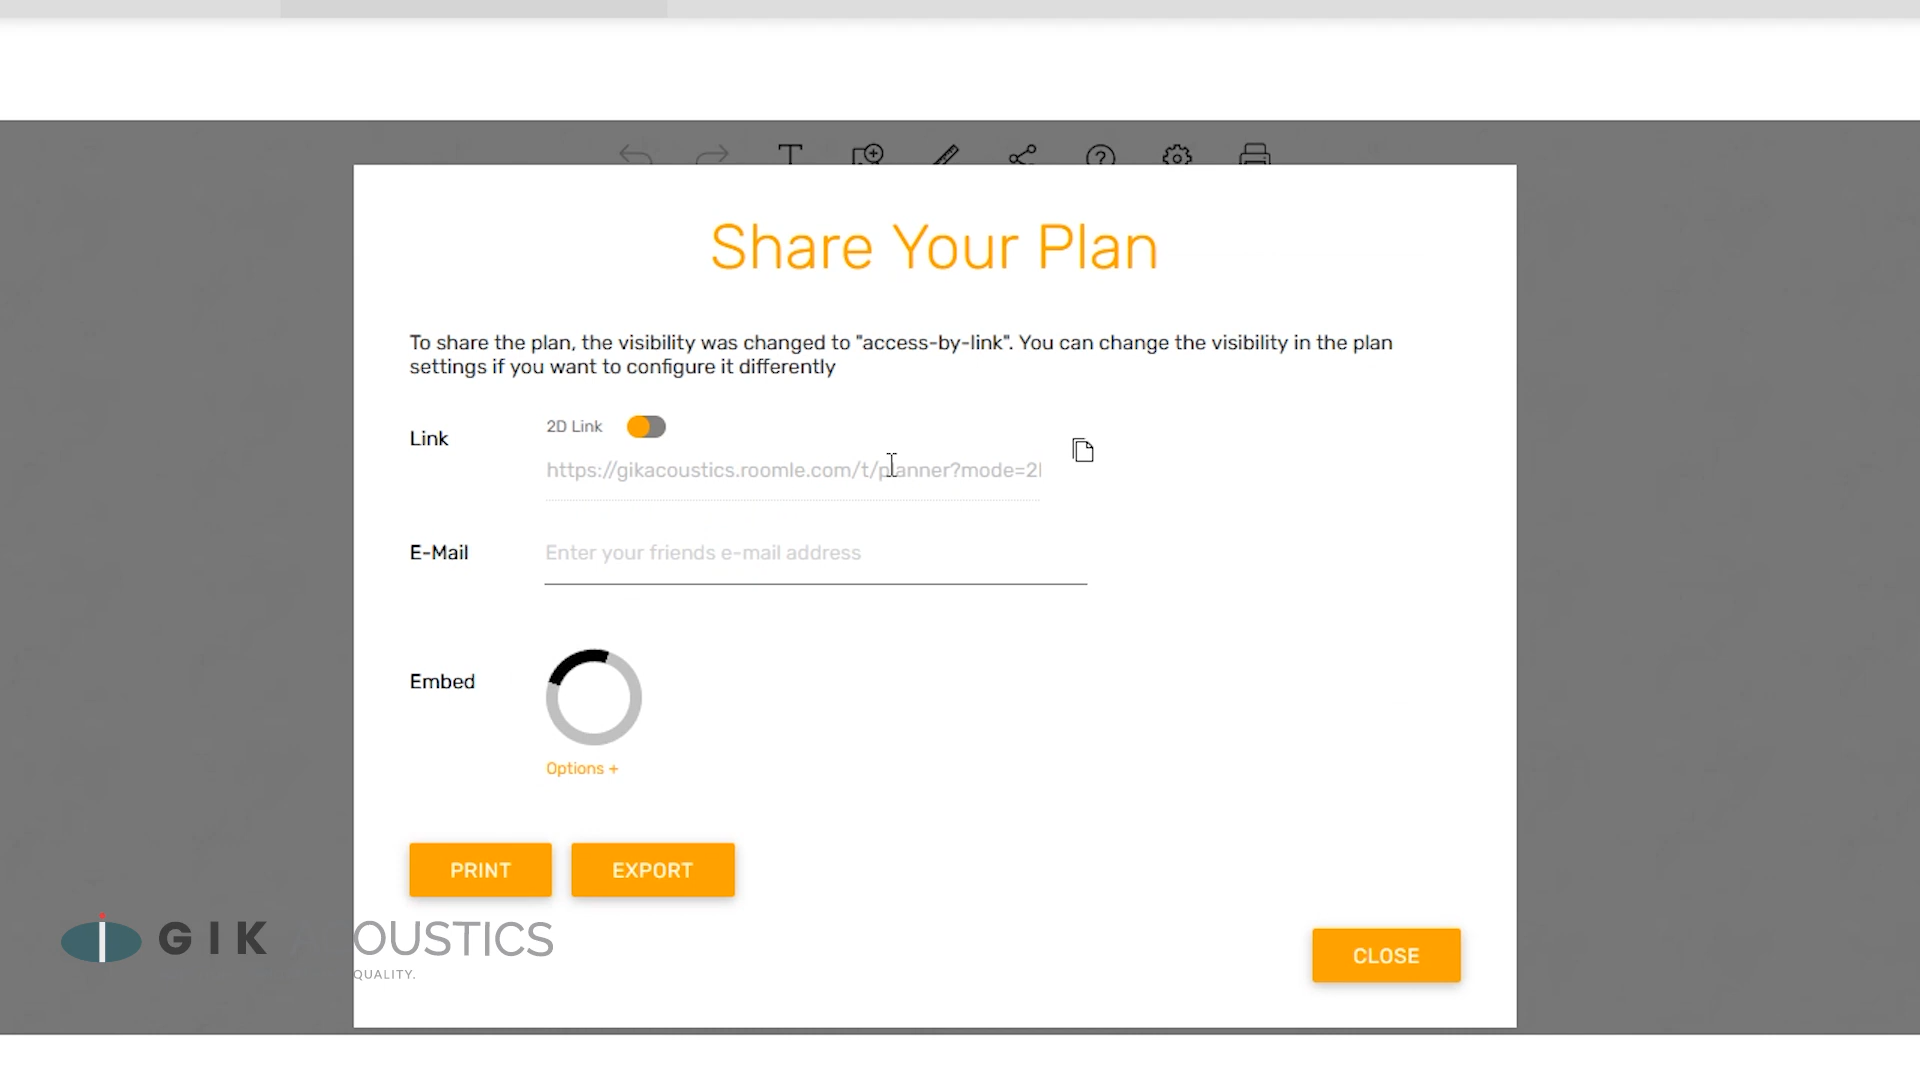 Share Your Plan
To share the plan, the visibility was changed to "access-by-link". You can change the visibility in the plan
settings if you want to configure it differently
Link
2D Link
https://gikacoustics.roomle.com/t/planner?mode=2
E-Mail
Enter your friends e-mail address
Embed
Options +
PRINT
EXPORT
GIK ACOUSTICS
QUALITY.
CLOSE